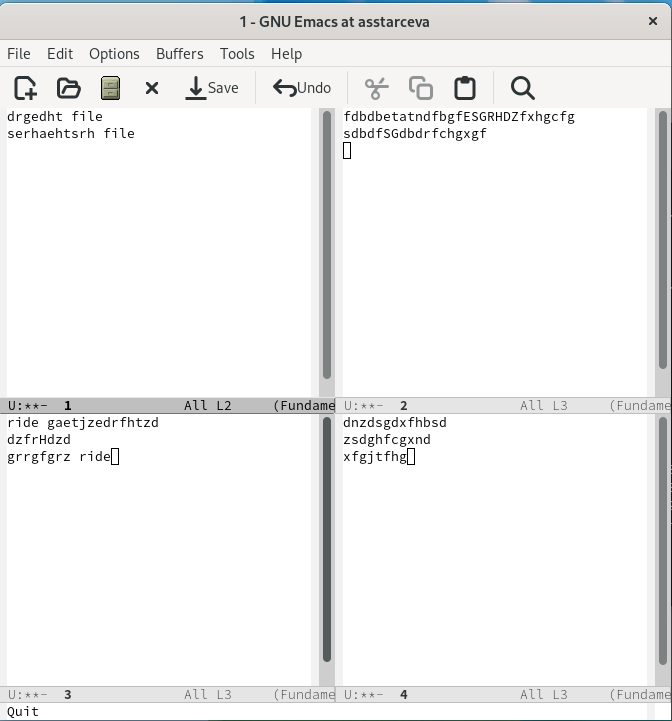 1 - GNU Emacs at asstarceva
File Edit Options Buffers Tools Help
Save Undo
drgedht file
serhaehtsrh file
U:**- 1 All L2 (Fundame
fdbdbetatndfbgfESGRHDZfxhgcfg
sdbdfSGdbdrfchgxgf
U:**- 2 All L3 (Fundame
ride gaetjzedrfhtzd
dzfrHdzd
grrgfgrz ride
U:**- 3 All L3 (Fundame
dnzdsgdxfhbsd
zsdghfcgxnd
xfgjtfhg
U:**- 4 All L3 (Fundame
Quit